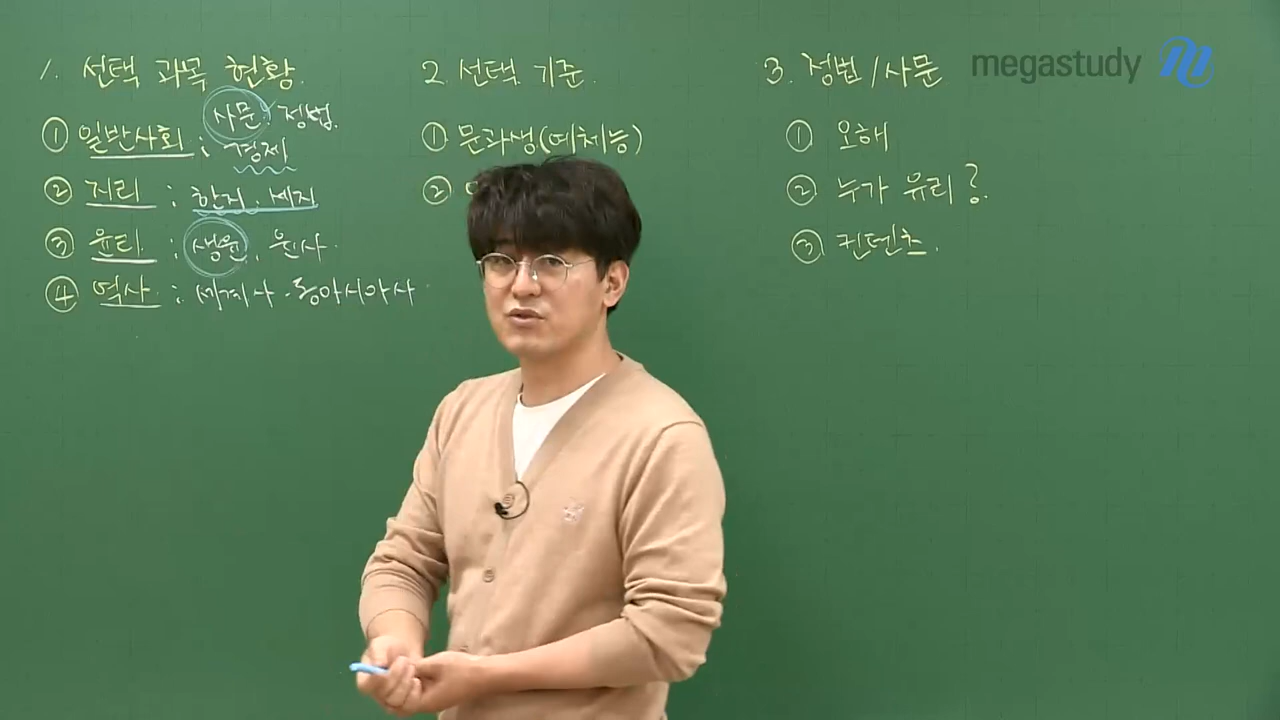 1. 선택 과목 현황.
① 일반사회 : 사문 정법.
경제
② 지리 : 한지. 세지
③ 윤리 : 생윤. 윤사.
④ 역사 : 세계사. 동아시아사
2. 선택 기준.
① 문과생(예체능)
②
3. 정법/사문
① 오해
② 누가 유리?
③ 컨텐츠.
megastudy